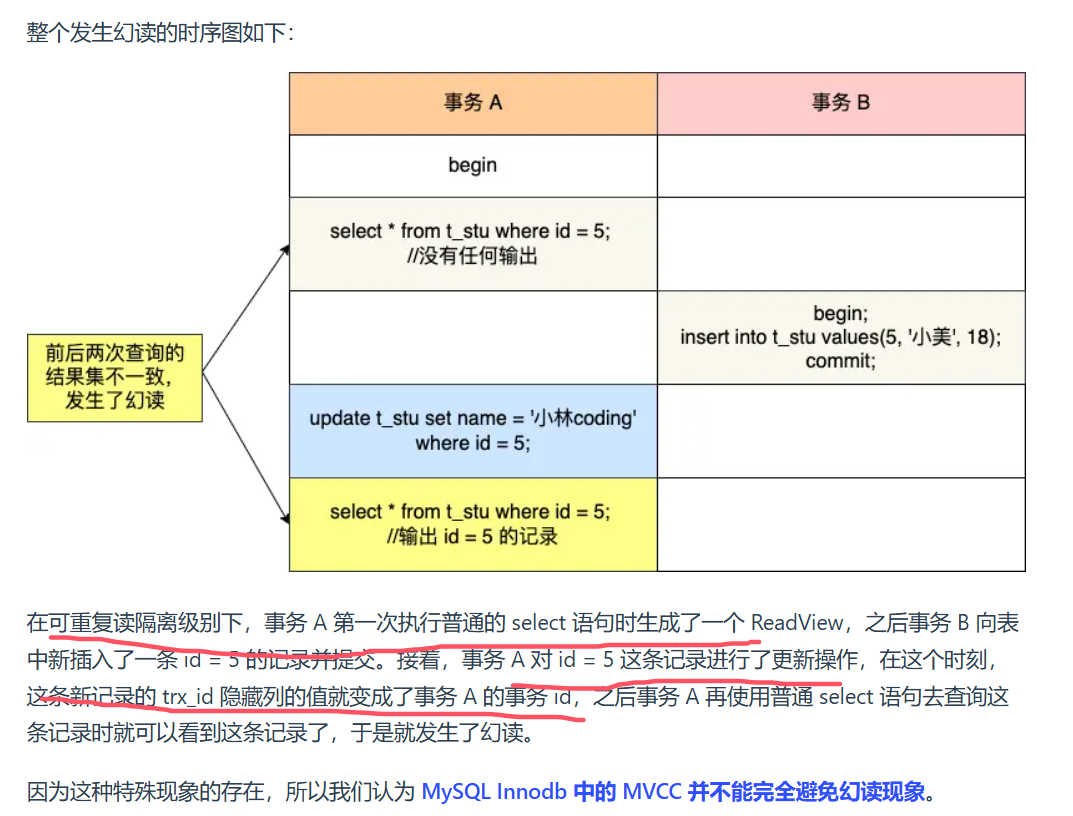 整个发生幻读的时序图如下：
事务 A
事务 B
begin
select * from t_stu where id = 5;
//没有任何输出
begin;
insert into t_stu values(5, '小美', 18);
commit;
前后两次查询的
结果集不一致，
发生了幻读
update t_stu set name = '小林coding'
where id = 5;
select * from t_stu where id = 5;
//输出 id = 5 的记录
在可重复读隔离级别下，事务 A 第一次执行普通的 select 语句时生成了一个 ReadView，之后事务 B 向表
中新插入了一条 id = 5 的记录并提交。接着，事务 A 对 id = 5 这条记录进行了更新操作，在这个时刻，
这条新记录的 trx_id 隐藏列的值就变成了事务 A 的事务 id，之后事务 A 再使用普通 select 语句去查询这
条记录时就可以看到这条记录了，于是就发生了幻读。
因为这种特殊现象的存在，所以我们认为 MySQL Innodb 中的 MVCC 并不能完全避免幻读现象。